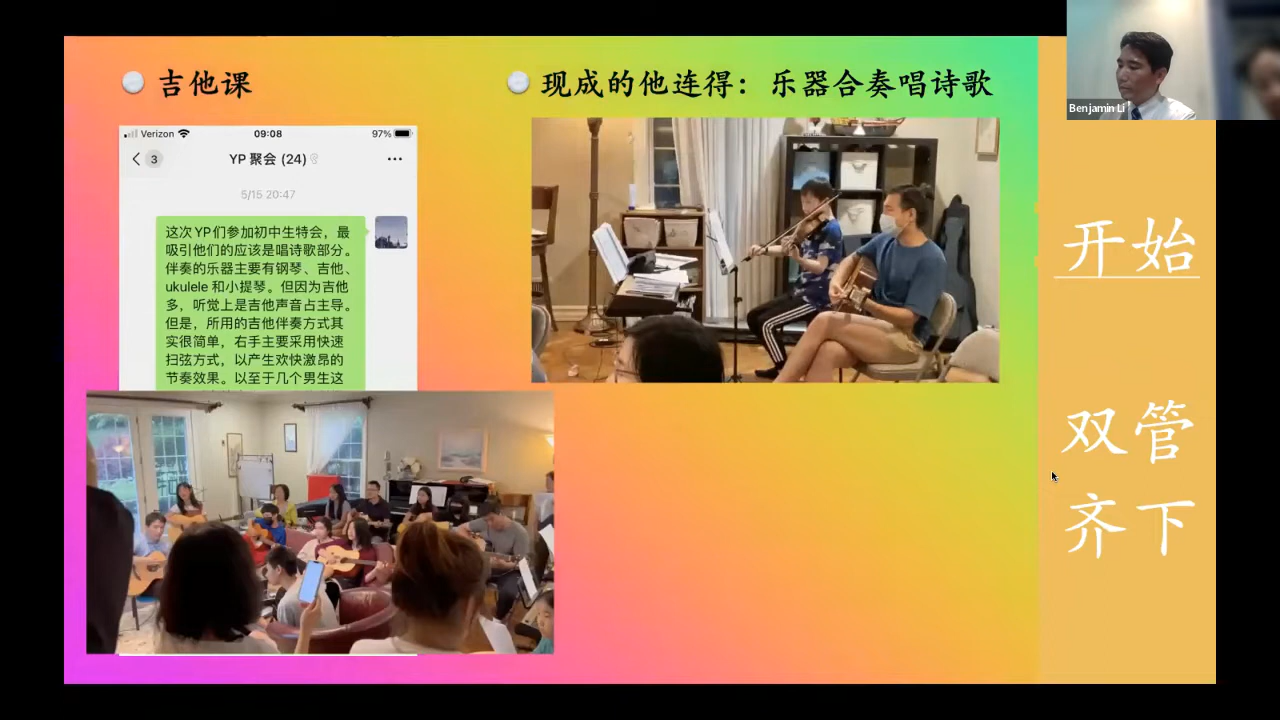 吉他课
现成的他连得：乐器合奏唱诗歌
Verizon 09:08 97%
3 YP 聚会 (24)
5/15 20:47
这次YP们参加初中生特会，最
吸引他们的应该是唱诗歌部分。
伴奏的乐器主要有钢琴、吉他、
ukulele 和小提琴。但因为吉他
多，听觉上是吉他声音占主导。
但是，所用的吉他伴奏方式其
实很简单，右手主要采用快速
扫弦方式，以产生欢快激昂的
节奏效果。以至于几个男生这
Benjamin Li
开始
双管
齐下